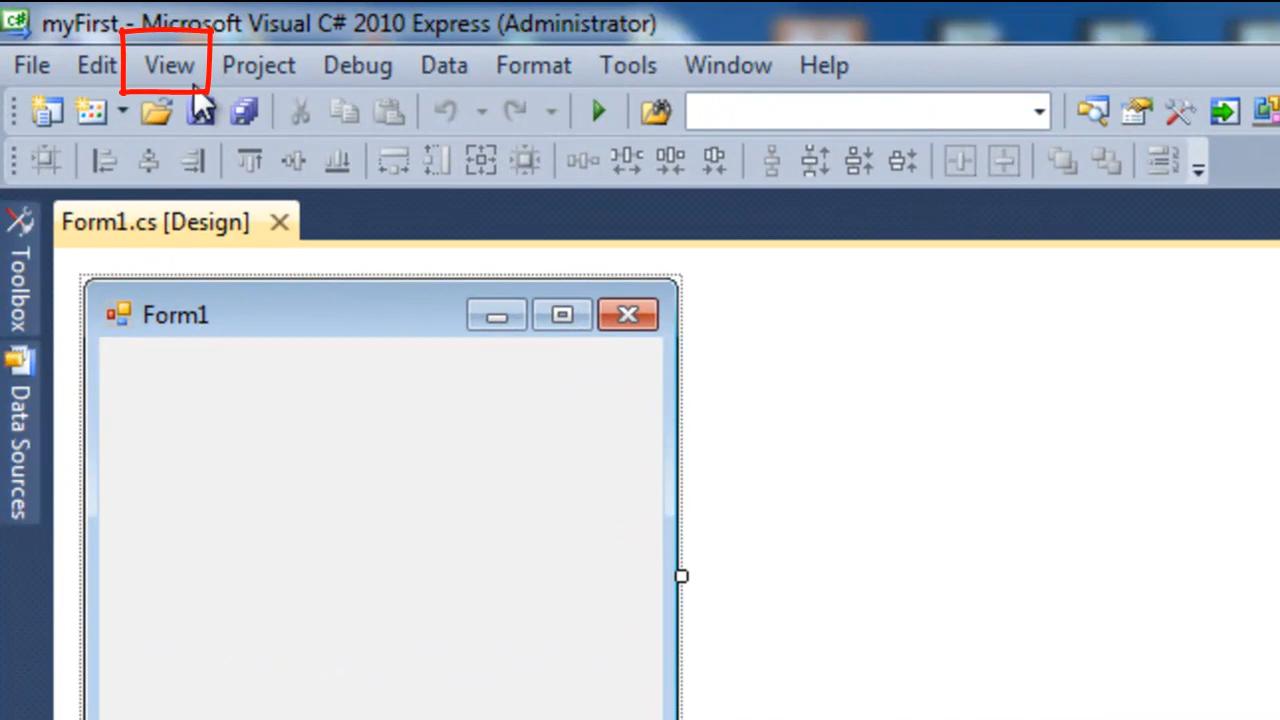 myFirst - Microsoft Visual C# 2010 Express (Administrator)
File Edit View Project Debug Data Format Tools Window Help
Form1.cs [Design]
Toolbox
Data Sources
Form1